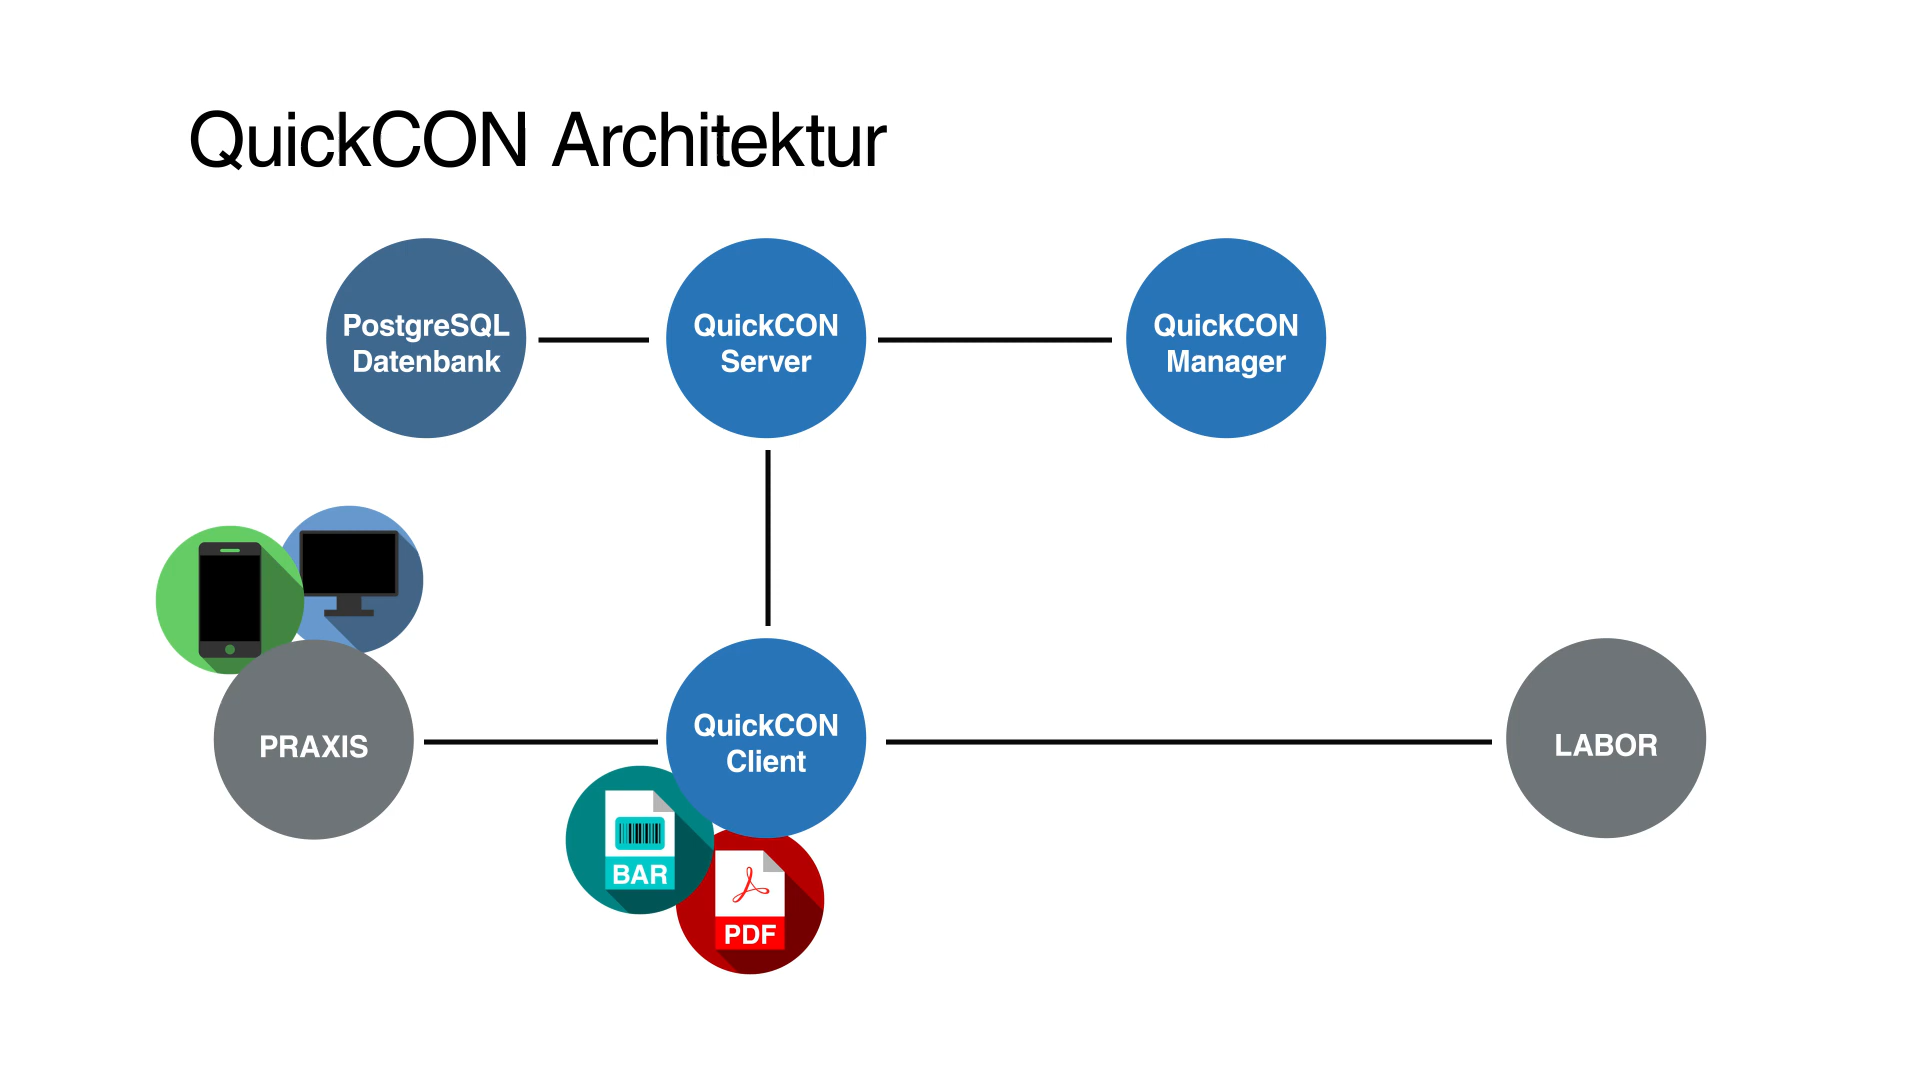 QuickCON Architektur
PostgreSQL
Datenbank
QuickCON
Server
QuickCON
Manager
PRAXIS
QuickCON
Client
LABOR
BAR
PDF